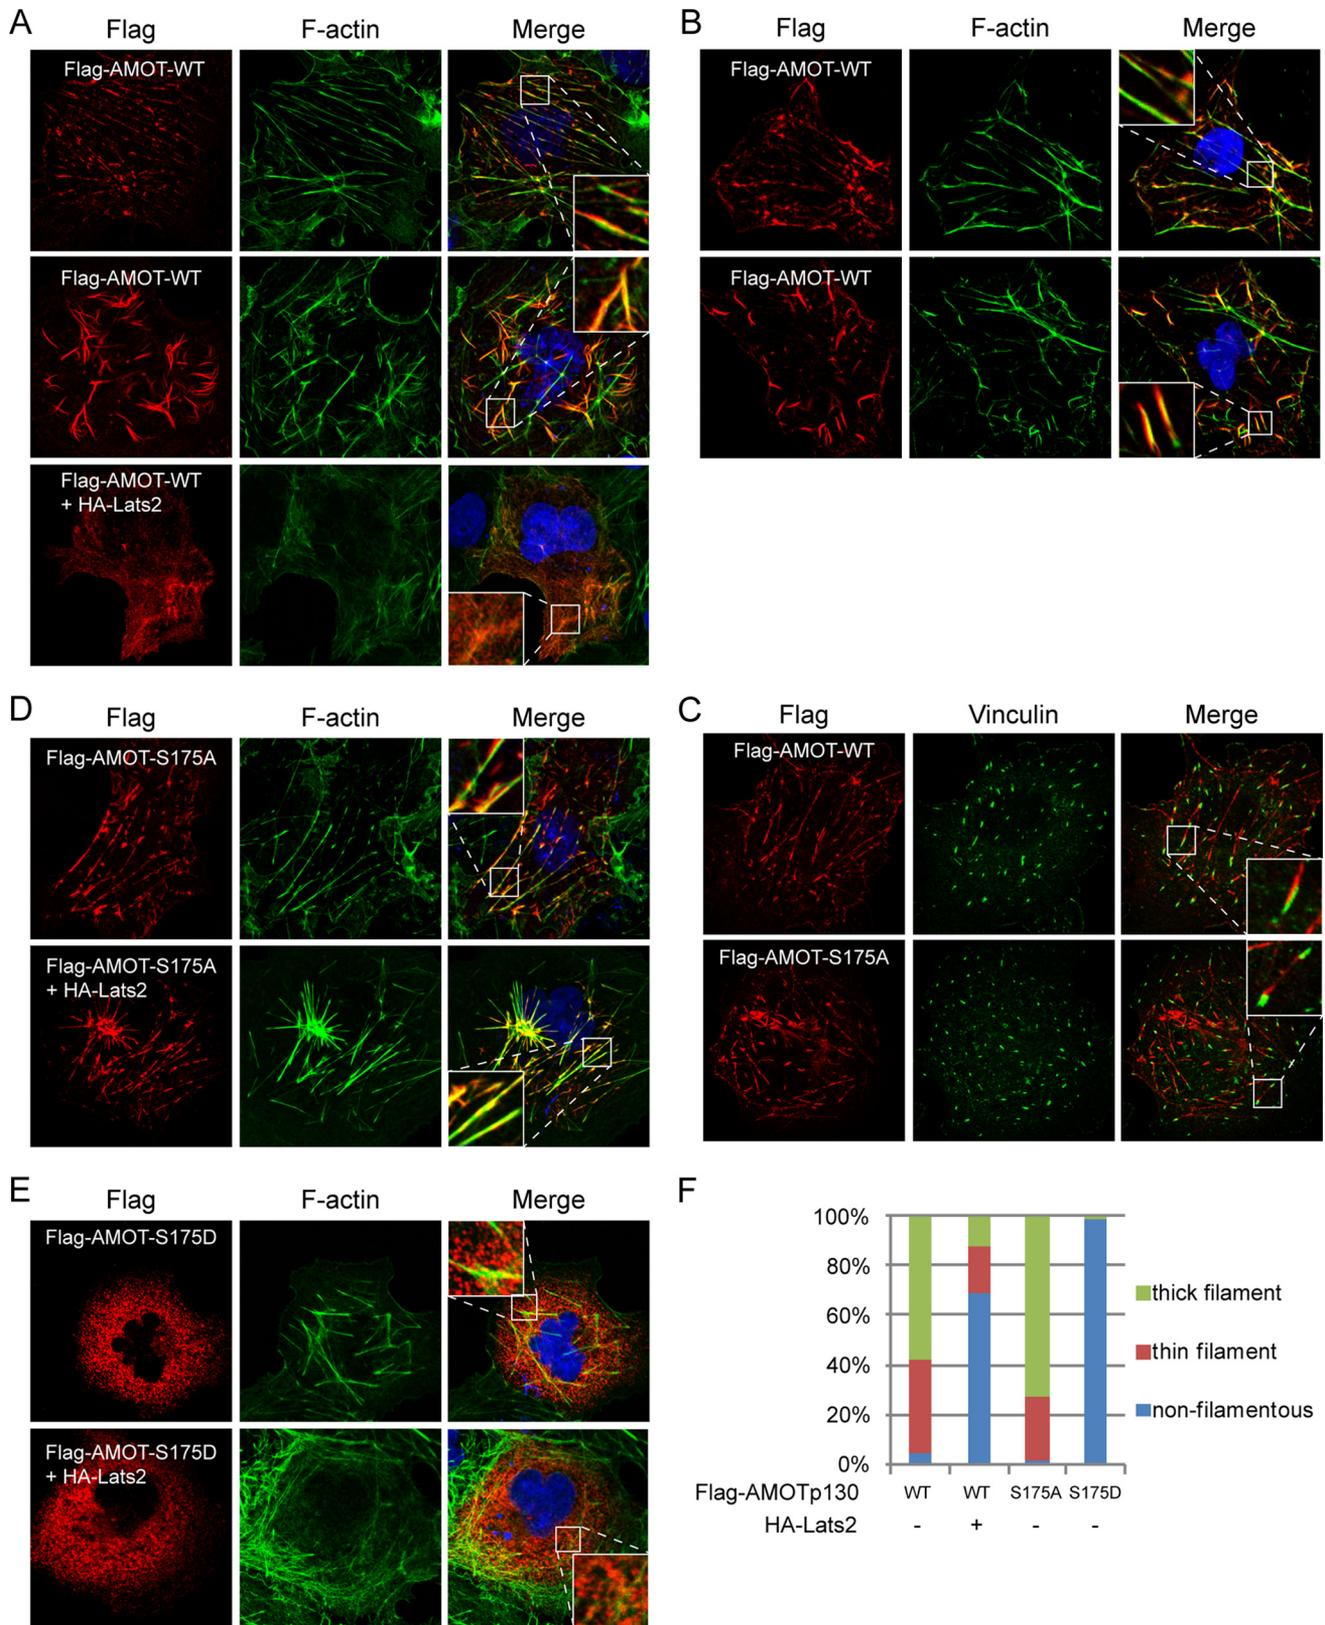 A
Flag F-actin Merge
Flag-AMOT-WT
Flag-AMOT-WT
Flag-AMOT-WT
+ HA-Lats2
B
Flag F-actin Merge
Flag-AMOT-WT
Flag-AMOT-WT
D
Flag F-actin Merge
Flag-AMOT-S175A
Flag-AMOT-S175A
+ HA-Lats2
C
Flag Vinculin Merge
Flag-AMOT-WT
Flag-AMOT-S175A
E
Flag F-actin Merge
Flag-AMOT-S175D
Flag-AMOT-S175D
+ HA-Lats2
F
100%
80%
60%
40%
20%
0%
thick filament
thin filament
non-filamentous
Flag-AMOTp130 WT WT S175A S175D
HA-Lats2 - + - -